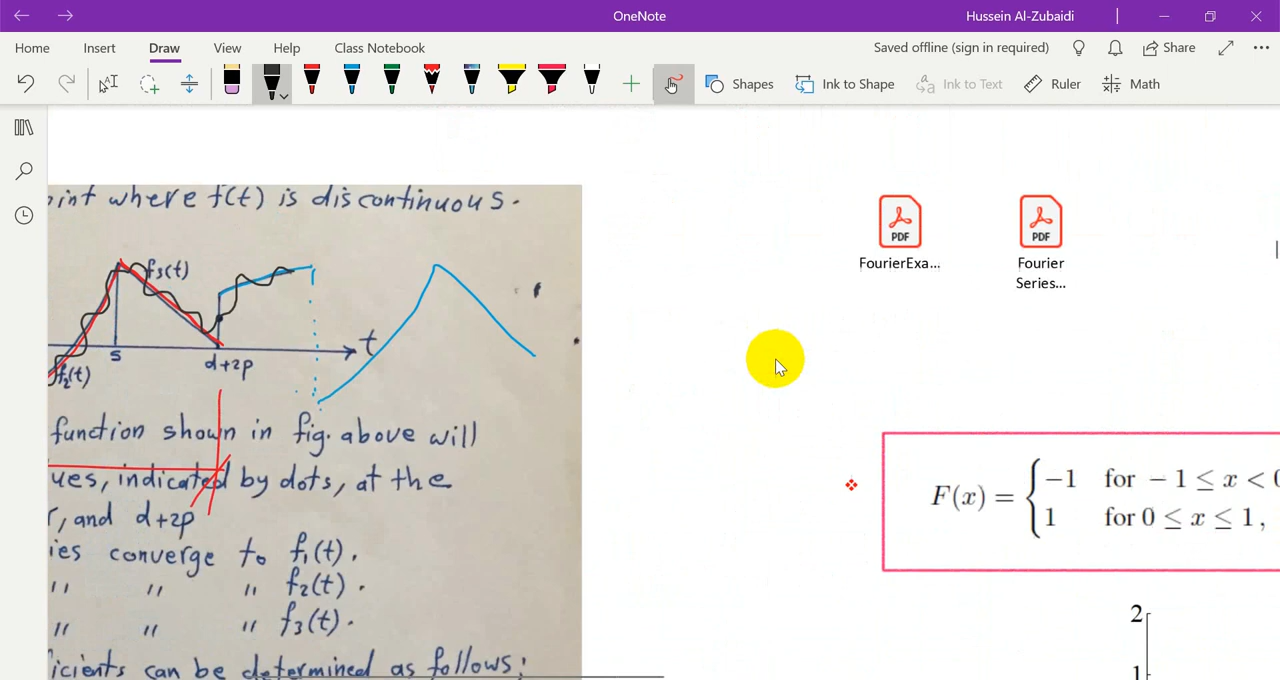 OneNote
Hussein Al-Zubaidi
Home Insert Draw View Help Class Notebook
Saved offline (sign in required) Share
Shapes Ink to Shape Ink to Text Ruler Math
where f(t) is discontinuous.
f3(t)
t
s
d+2p
f2(t)
PDF
PDF
FourierExa...
Fourier
Series...
function shown in fig. above will
ues, indicated by dots, at the
r, and d+2p
ies converge to f1(t).
" " " f2(t).
" " " f3(t).
icients can be determined as follows:
F(x) = { −1 for − 1 ≤ x < 0
1 for 0 ≤ x ≤ 1,
2
1